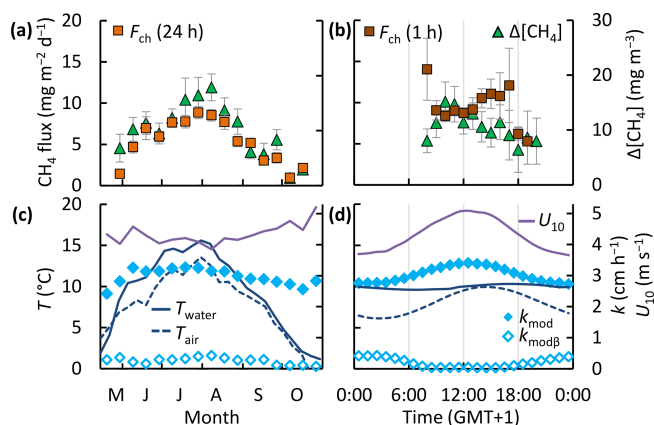 (a) F_ch (24 h)
(b) F_ch (1 h) Δ[CH₄]
CH₄ flux (mg m⁻² d⁻¹)
20
15
10
5
0
Δ[CH₄] (mg m⁻³)
30
20
10
0
(c)
T_water
T_air
T (°C)
20
15
10
5
0
M J J A S O
Month
(d) U₁₀
k_mod
k_modβ
k (cm h⁻¹)
U₁₀ (m s⁻¹)
5
4
3
2
1
0
0:00 6:00 12:00 18:00 0:00
Time (GMT+1)